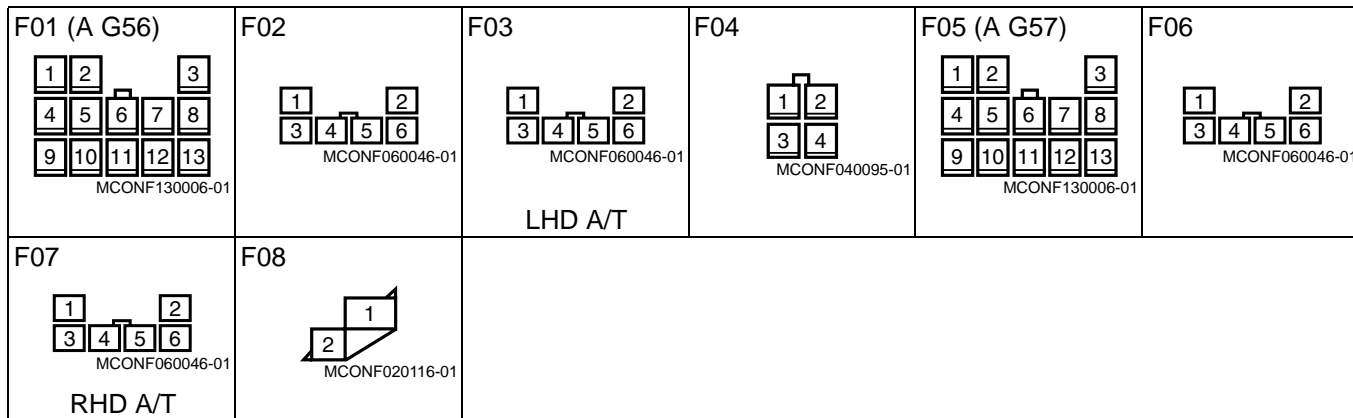 F01 (A G56)
1 2 3
4 5 6 7 8
9 10 11 12 13
MCONF130006-01
F02
1 2
3 4 5 6
MCONF060046-01
F03
1 2
3 4 5 6
MCONF060046-01
LHD A/T
F04
1 2
3 4
MCONF040095-01
F05 (A G57)
1 2 3
4 5 6 7 8
9 10 11 12 13
MCONF130006-01
F06
1 2
3 4 5 6
MCONF060046-01
F07
1 2
3 4 5 6
MCONF060046-01
RHD A/T
F08
1
2
MCONF020116-01